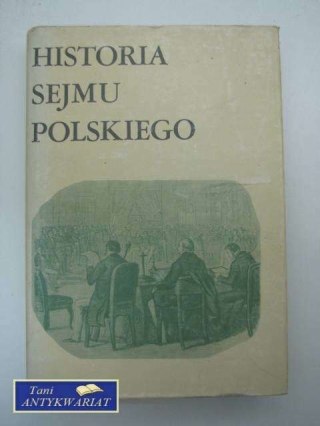 HISTORIA
SEJMU
POLSKIEGO
Tani
ANTYKWARIAT